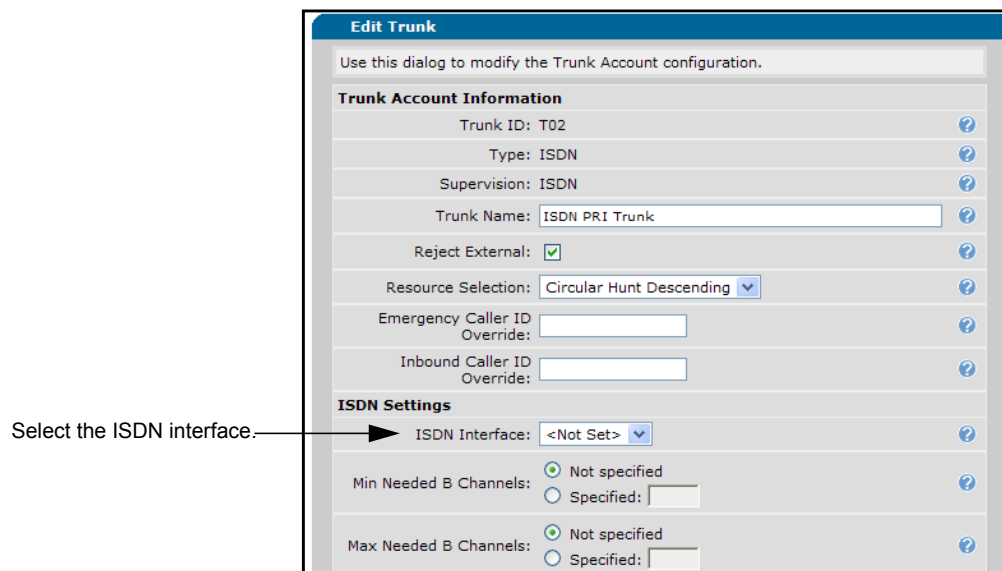 Edit Trunk
Use this dialog to modify the Trunk Account configuration.
Trunk Account Information
Trunk ID: T02
Type: ISDN
Supervision: ISDN
Trunk Name: ISDN PRI Trunk
Reject External:
Resource Selection: Circular Hunt Descending
Emergency Caller ID
Override:
Inbound Caller ID
Override:
ISDN Settings
Select the ISDN interface.
ISDN Interface: <Not Set>
Min Needed B Channels: Not specified
Specified:
Max Needed B Channels: Not specified
Specified: